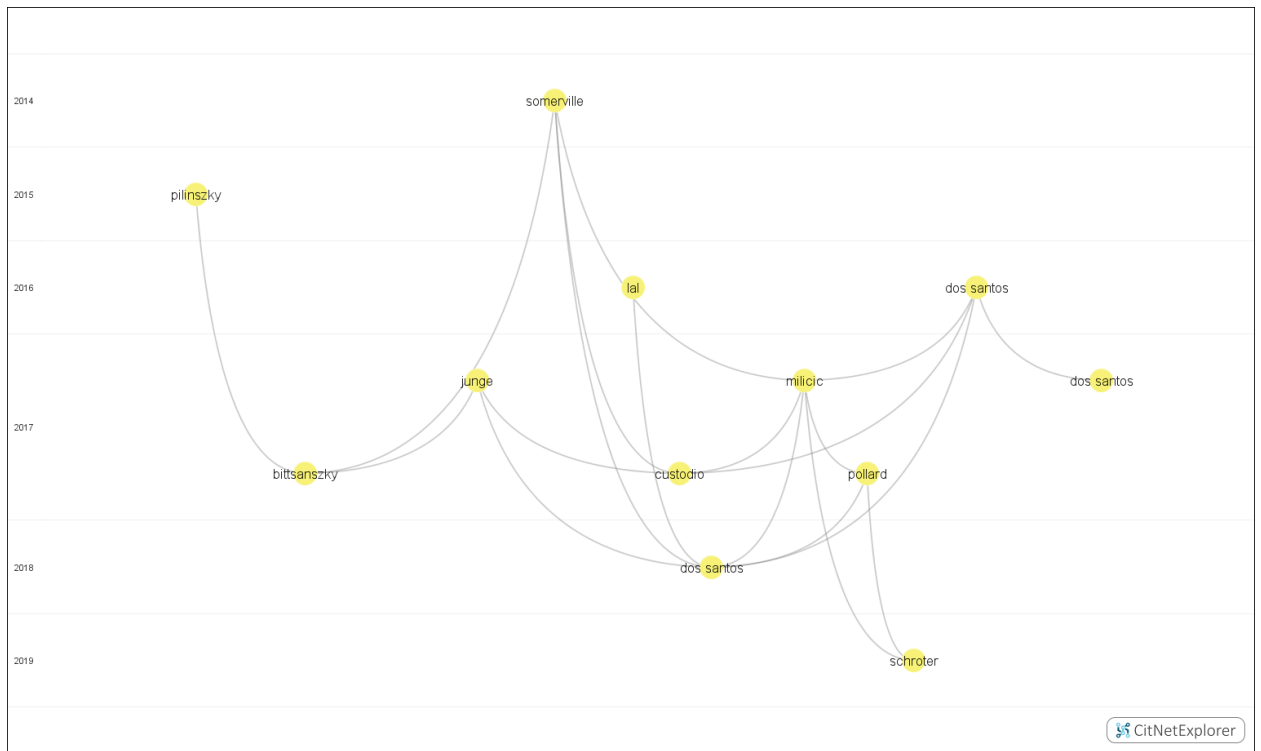 2014
somerville
2015
pilinszky
2016
lal
dos santos
junge
milicic
dos santos
2017
bittsanszky
custodio
pollard
2018
dos santos
2019
schroter
CitNetExplorer